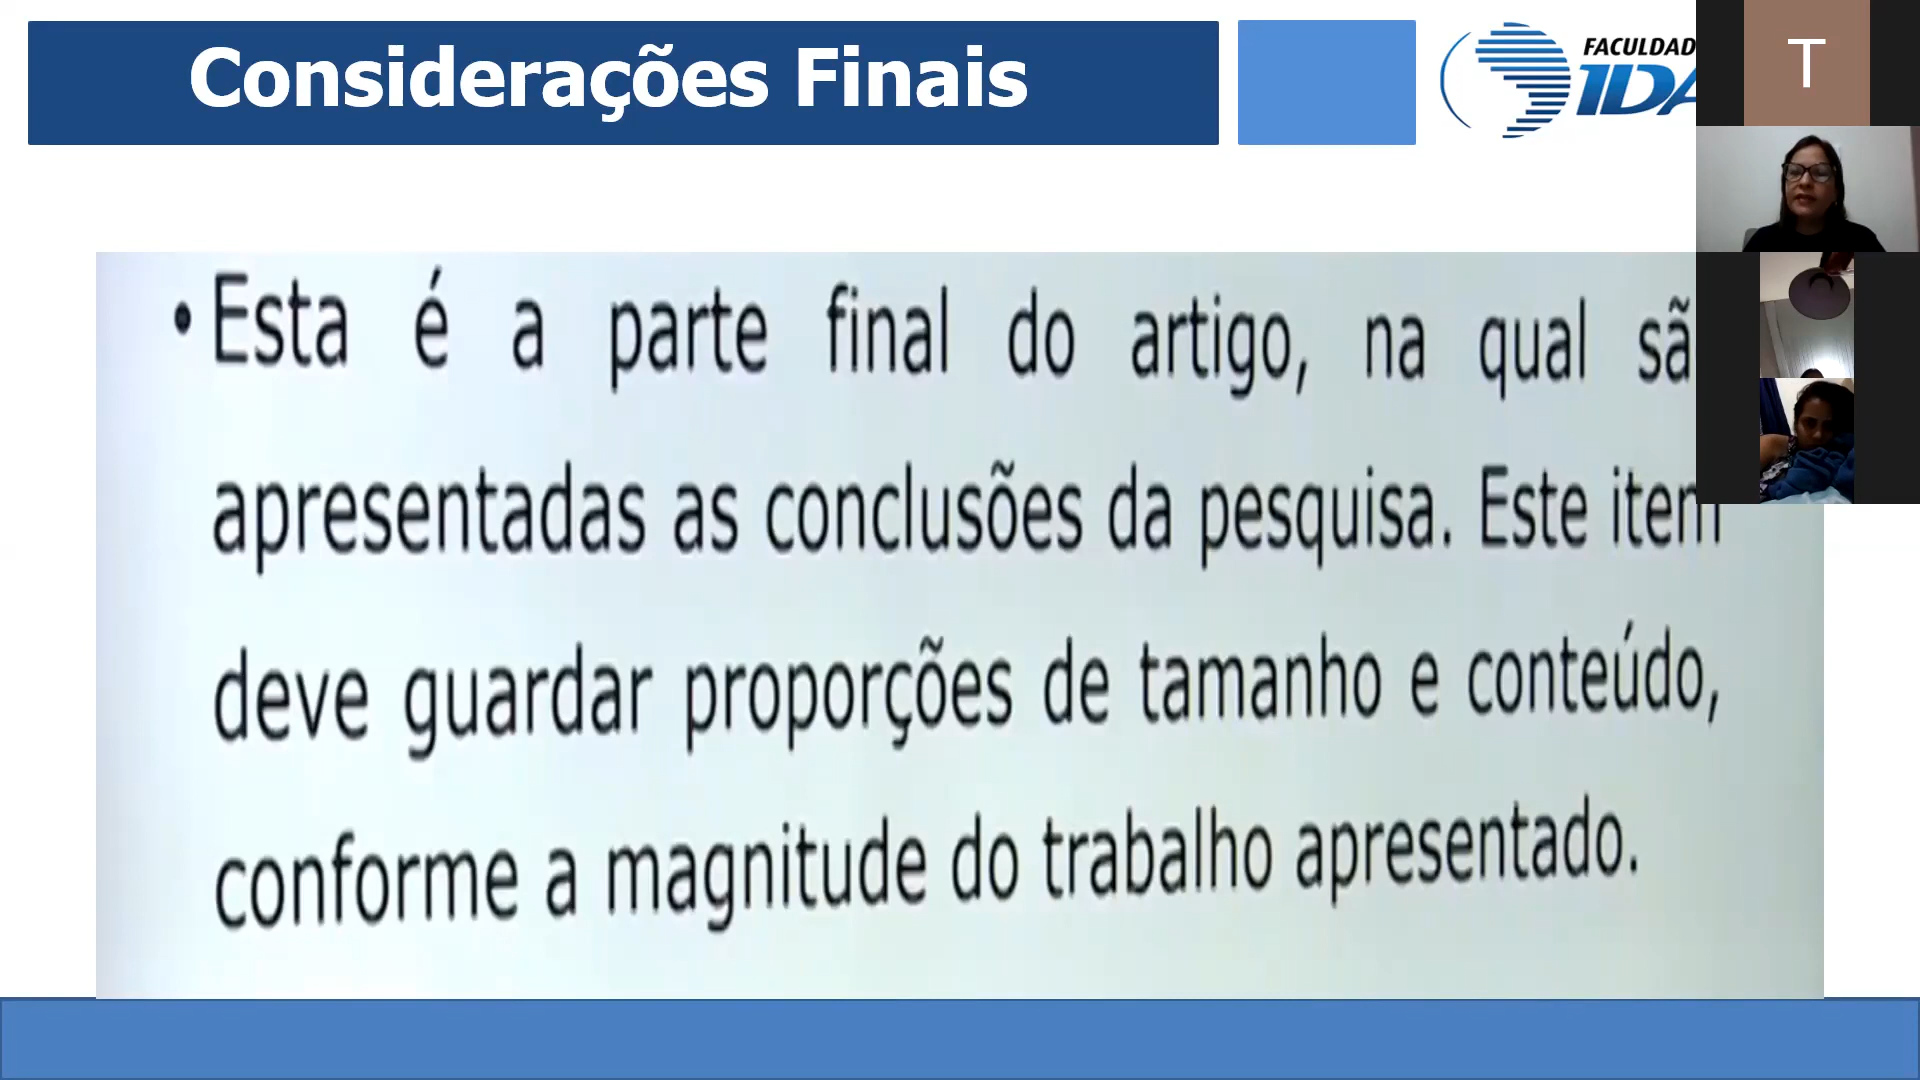 Considerações Finais
FACULDAD
IDA
T
• Esta é a parte final do artigo, na qual sã
apresentadas as conclusões da pesquisa. Este item
deve guardar proporções de tamanho e conteúdo,
conforme a magnitude do trabalho apresentado.